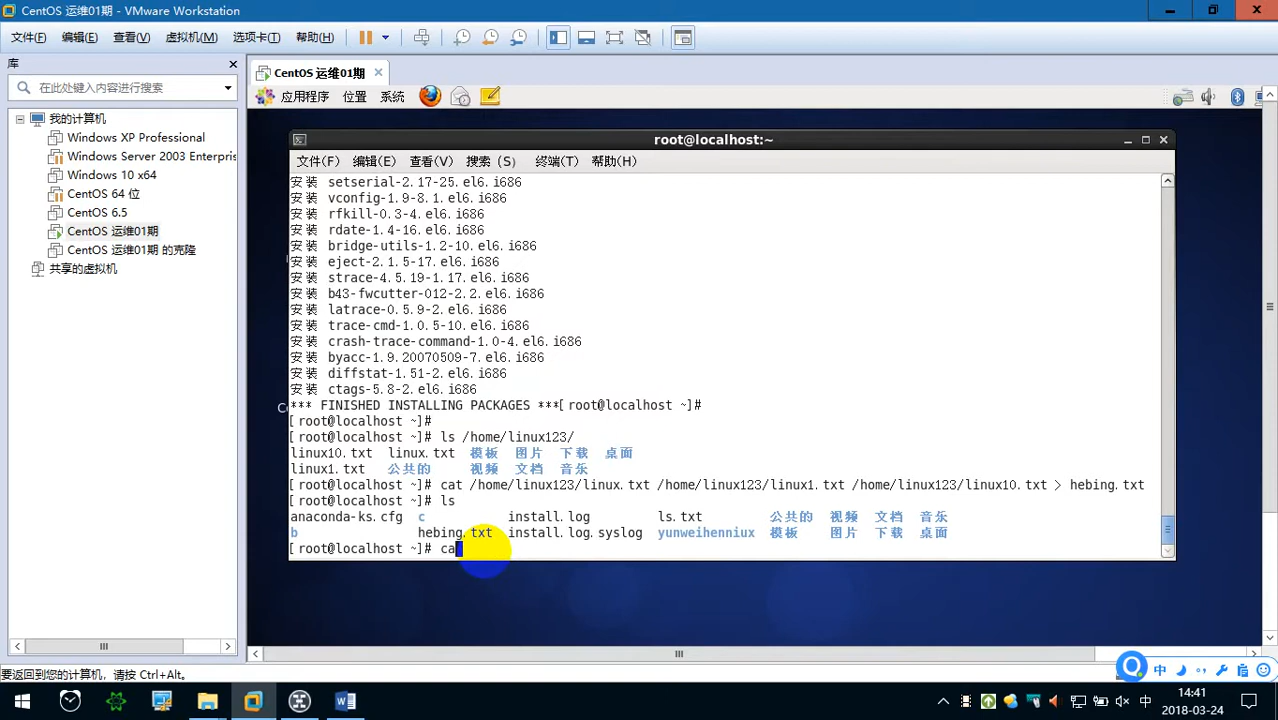 CentOS 运维01期 - VMware Workstation
文件(F) 编辑(E) 查看(V) 虚拟机(M) 选项卡(T) 帮助(H)
库
在此处键入内容进行搜索
我的计算机
Windows XP Professional
Windows Server 2003 Enterpris
Windows 10 x64
CentOS 64 位
CentOS 6.5
CentOS 运维01期
CentOS 运维01期 的克隆
共享的虚拟机
CentOS 运维01期
应用程序 位置 系统
root@localhost:~
文件(F) 编辑(E) 查看(V) 搜索 (S) 终端(T) 帮助(H)
安装 setserial-2.17-25.el6.i686
安装 vconfig-1.9-8.1.el6.i686
安装 rfkill-0.3-4.el6.i686
安装 rdate-1.4-16.el6.i686
安装 bridge-utils-1.2-10.el6.i686
安装 eject-2.1.5-17.el6.i686
安装 strace-4.5.19-1.17.el6.i686
安装 b43-fwcutter-012-2.2.el6.i686
安装 latrace-0.5.9-2.el6.i686
安装 trace-cmd-1.0.5-10.el6.i686
安装 crash-trace-command-1.0-4.el6.i686
安装 byacc-1.9.20070509-7.el6.i686
安装 diffstat-1.51-2.el6.i686
安装 ctags-5.8-2.el6.i686
*** FINISHED INSTALLING PACKAGES ***[root@localhost ~]#
[root@localhost ~]#
[root@localhost ~]# ls /home/linux123/
linux10.txt linux.txt 模板 图片 下载 桌面
linux1.txt 公共的 视频 文档 音乐
[root@localhost ~]# cat /home/linux123/linux.txt /home/linux123/linux1.txt /home/linux123/linux10.txt > hebing.txt
[root@localhost ~]# ls
anaconda-ks.cfg c install.log ls.txt 公共的 视频 文档 音乐
b hebing.txt install.log.syslog yunweihenniux 模板 图片 下载 桌面
[root@localhost ~]# ca
要返回到您的计算机，请按 Ctrl+Alt。
中
中
14:41
2018-03-24